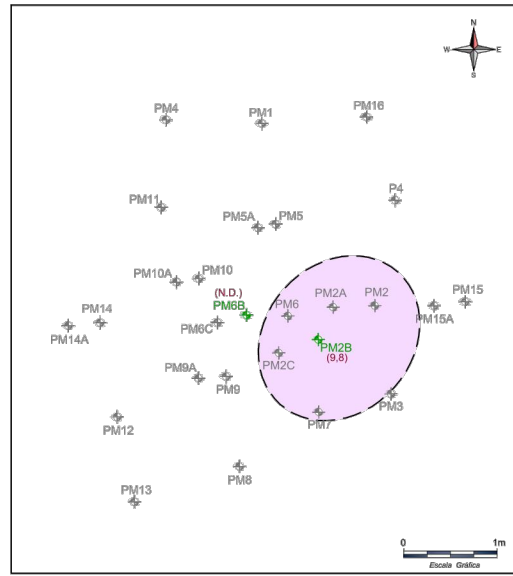 N
W E
S
PM4
PM1
PM16
P4
PM11
PM5A
PM5
PM10A
PM10
(N.D.)
PM6B
PM14
PM14A
PM6C
PM6
PM2A
PM2
PM15
PM15A
PM2B
(9,8)
PM2C
PM9A
PM9
PM3
PM12
PM7
PM8
PM13
0 1m
Escala Gráfica